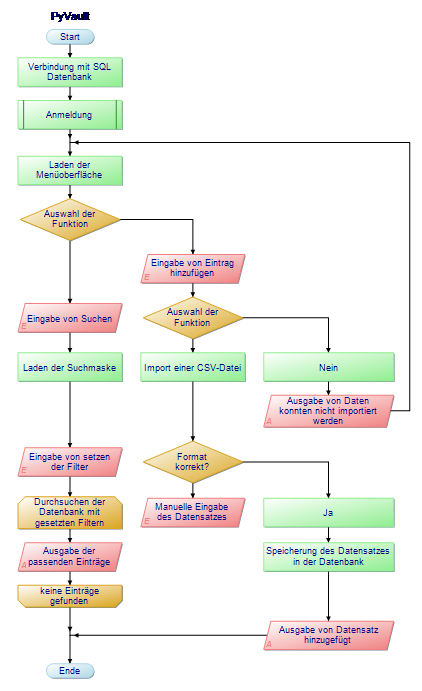 PyVault
Start
Verbindung mit SQL
Datenbank
Anmeldung
Laden der
Menüoberfläche
Auswahl der
Funktion
Eingabe von Eintrag
hinzufügen
E
Eingabe von Suchen
E
Auswahl der
Funktion
Laden der Suchmaske
Import einer CSV-Datei
Nein
Ausgabe von Daten
konnten nicht importiert
werden
A
Eingabe von setzen
der Filter
E
Format
korrekt?
Durchsuchen der
Datenbank mit
gesetzten Filtern
Manuelle Eingabe
des Datensatzes
E
Ja
Ausgabe der
passenden Einträge
A
Speicherung des Datensatzes
in der Datenbank
keine Einträge
gefunden
Ausgabe von Datensatz
hinzugefügt
A
Ende